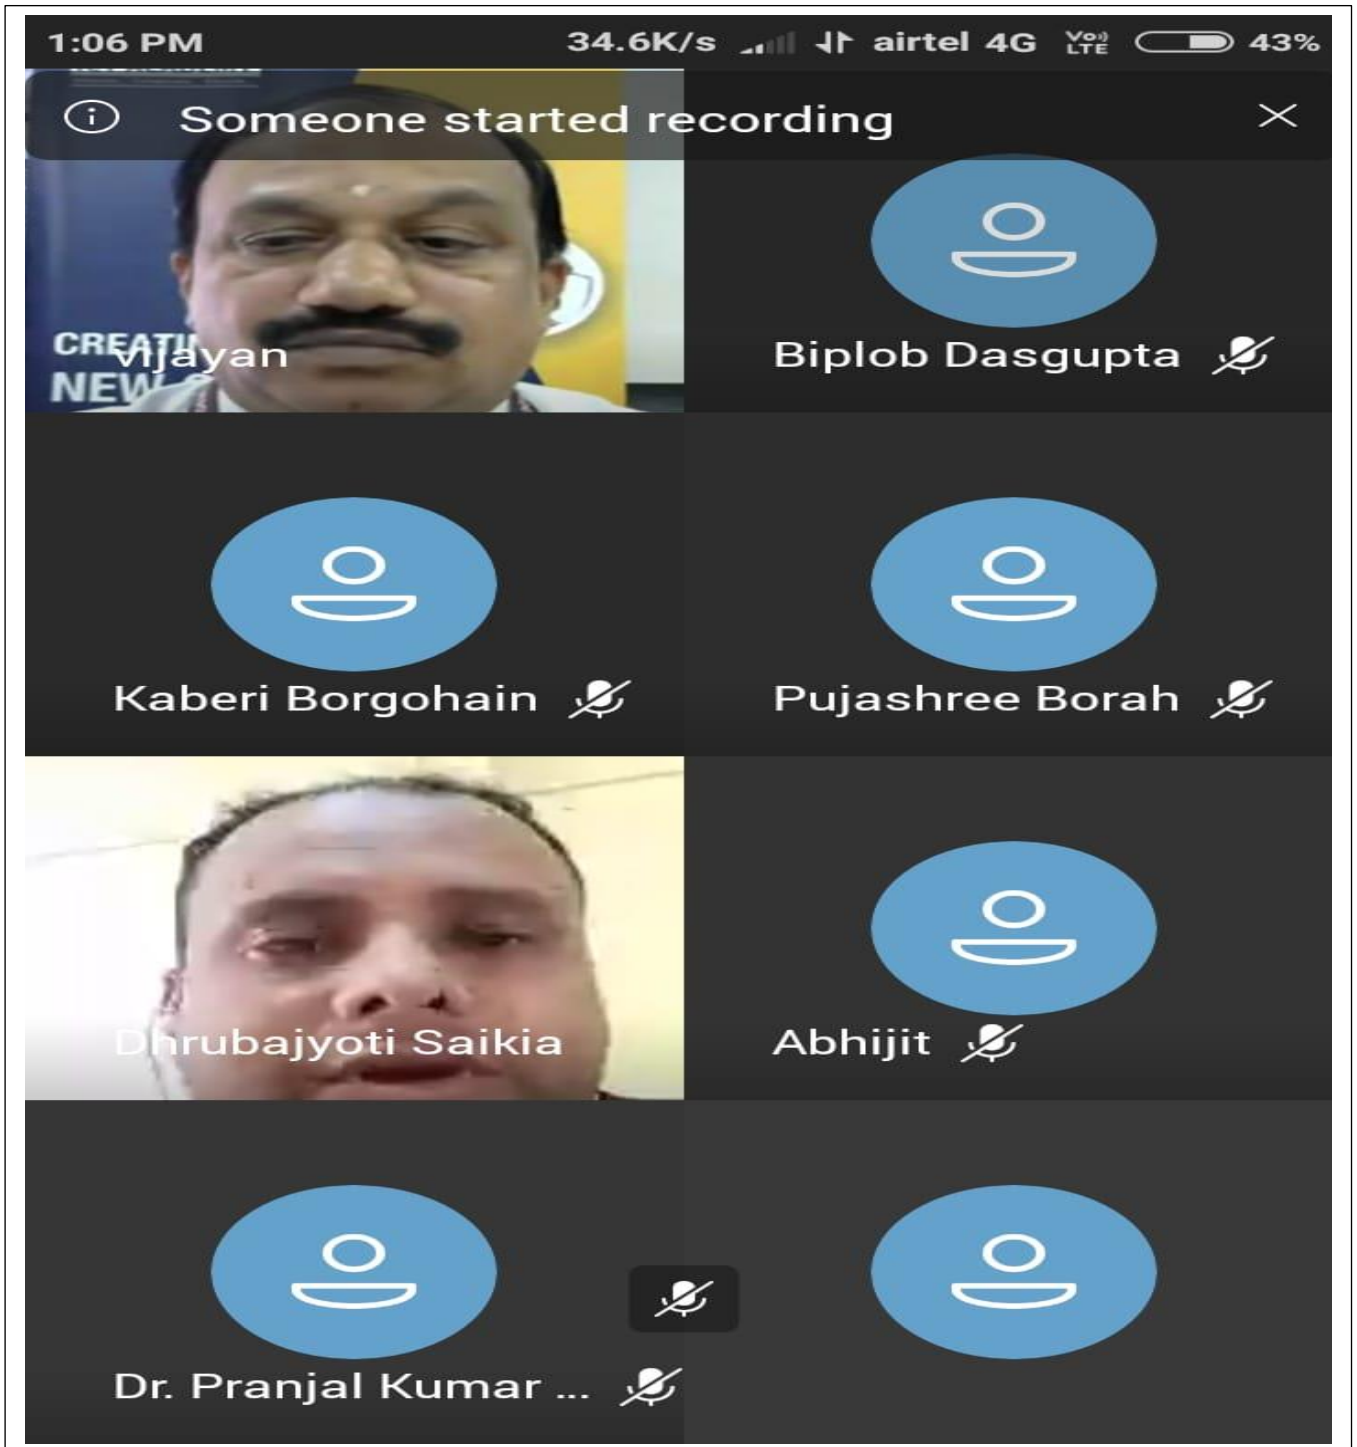 1:06 PM 34.6K/s airtel 4G VoLTE 43%
Someone started recording
CREATI
NEW
Vijayan
Biplob Dasgupta
Kaberi Borgohain
Pujashree Borah
Dhrubajyoti Saikia
Abhijit
Dr. Pranjal Kumar ...